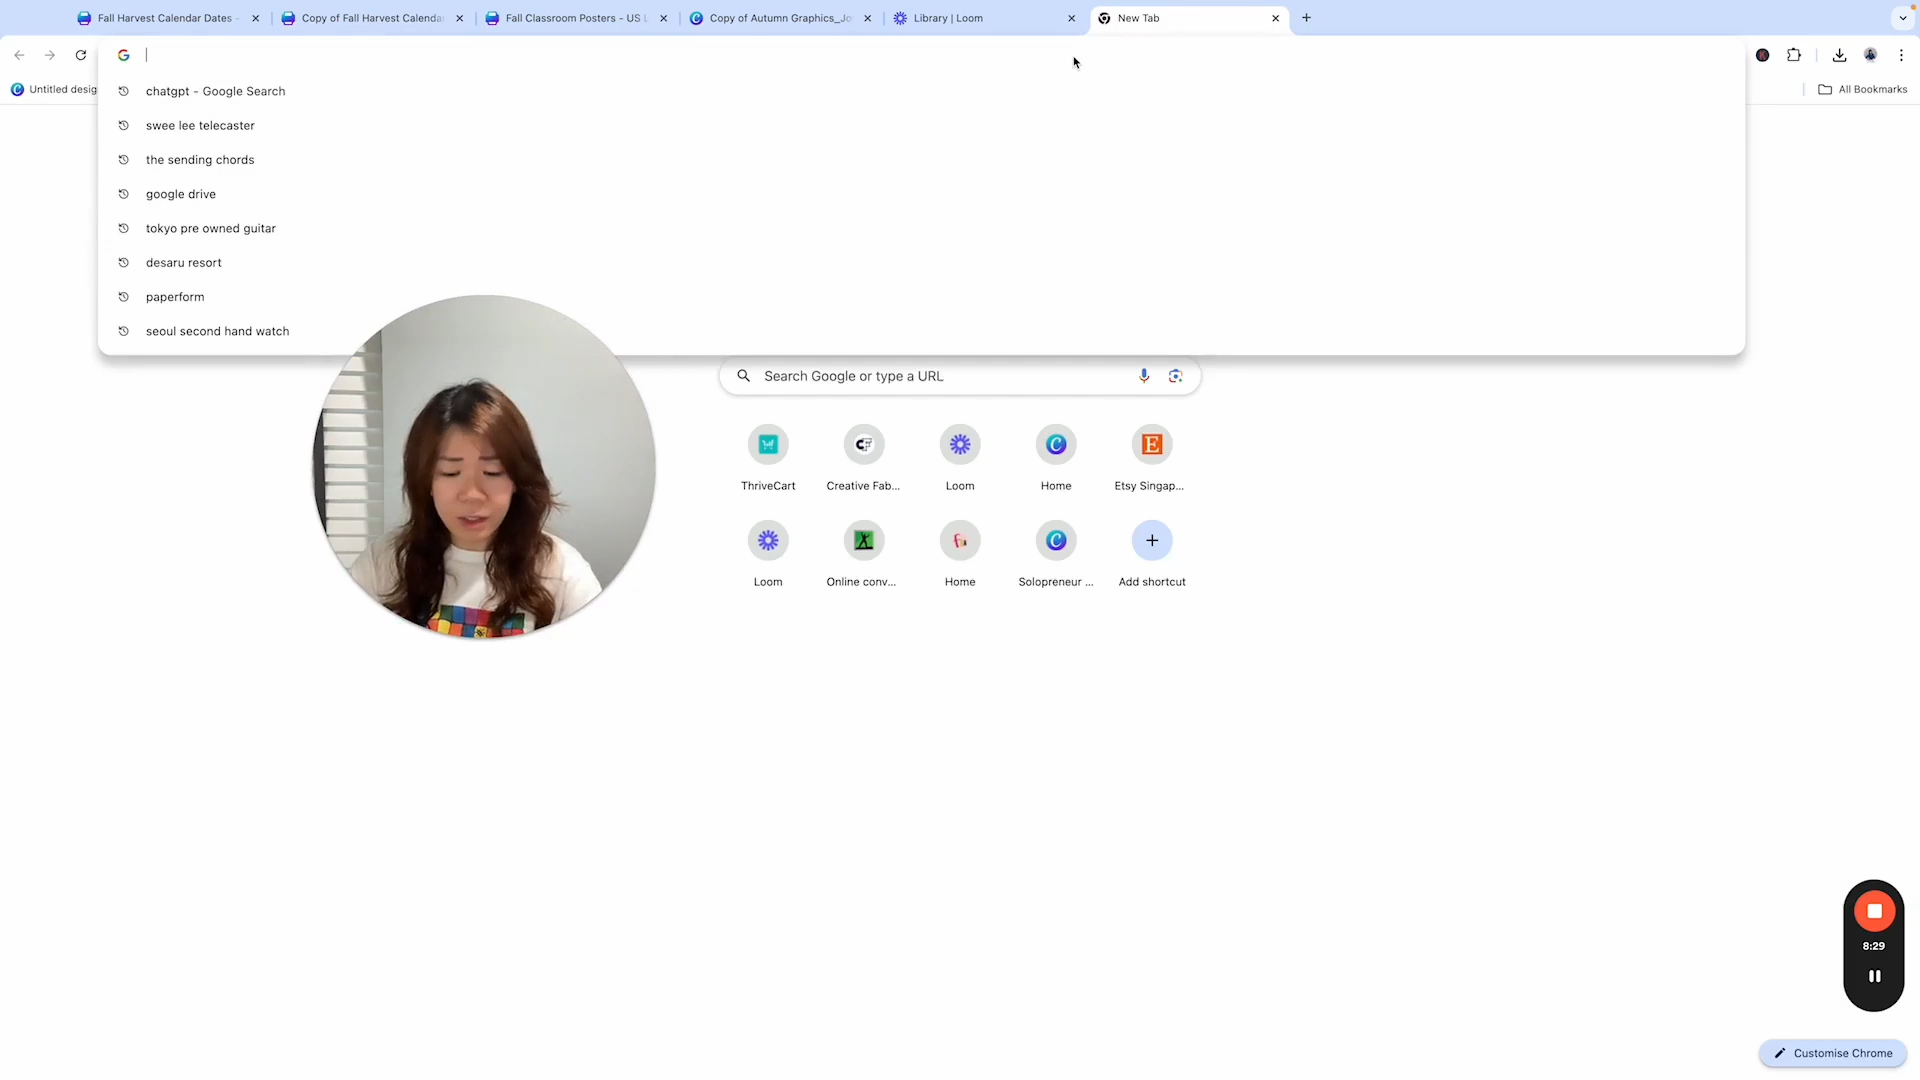 Fall Harvest Calendar Dates -
Copy of Fall Harvest Calenda
Fall Classroom Posters - US L
Copy of Autumn Graphics_Jo
Library | Loom
New Tab
Untitled desig
All Bookmarks
chatgpt - Google Search
swee lee telecaster
the sending chords
google drive
tokyo pre owned guitar
desaru resort
paperform
seoul second hand watch
Search Google or type a URL
ThriveCart
Creative Fab...
Loom
Home
Etsy Singap...
Loom
Online conv...
Home
Solopreneur ...
Add shortcut
8:29
Customise Chrome